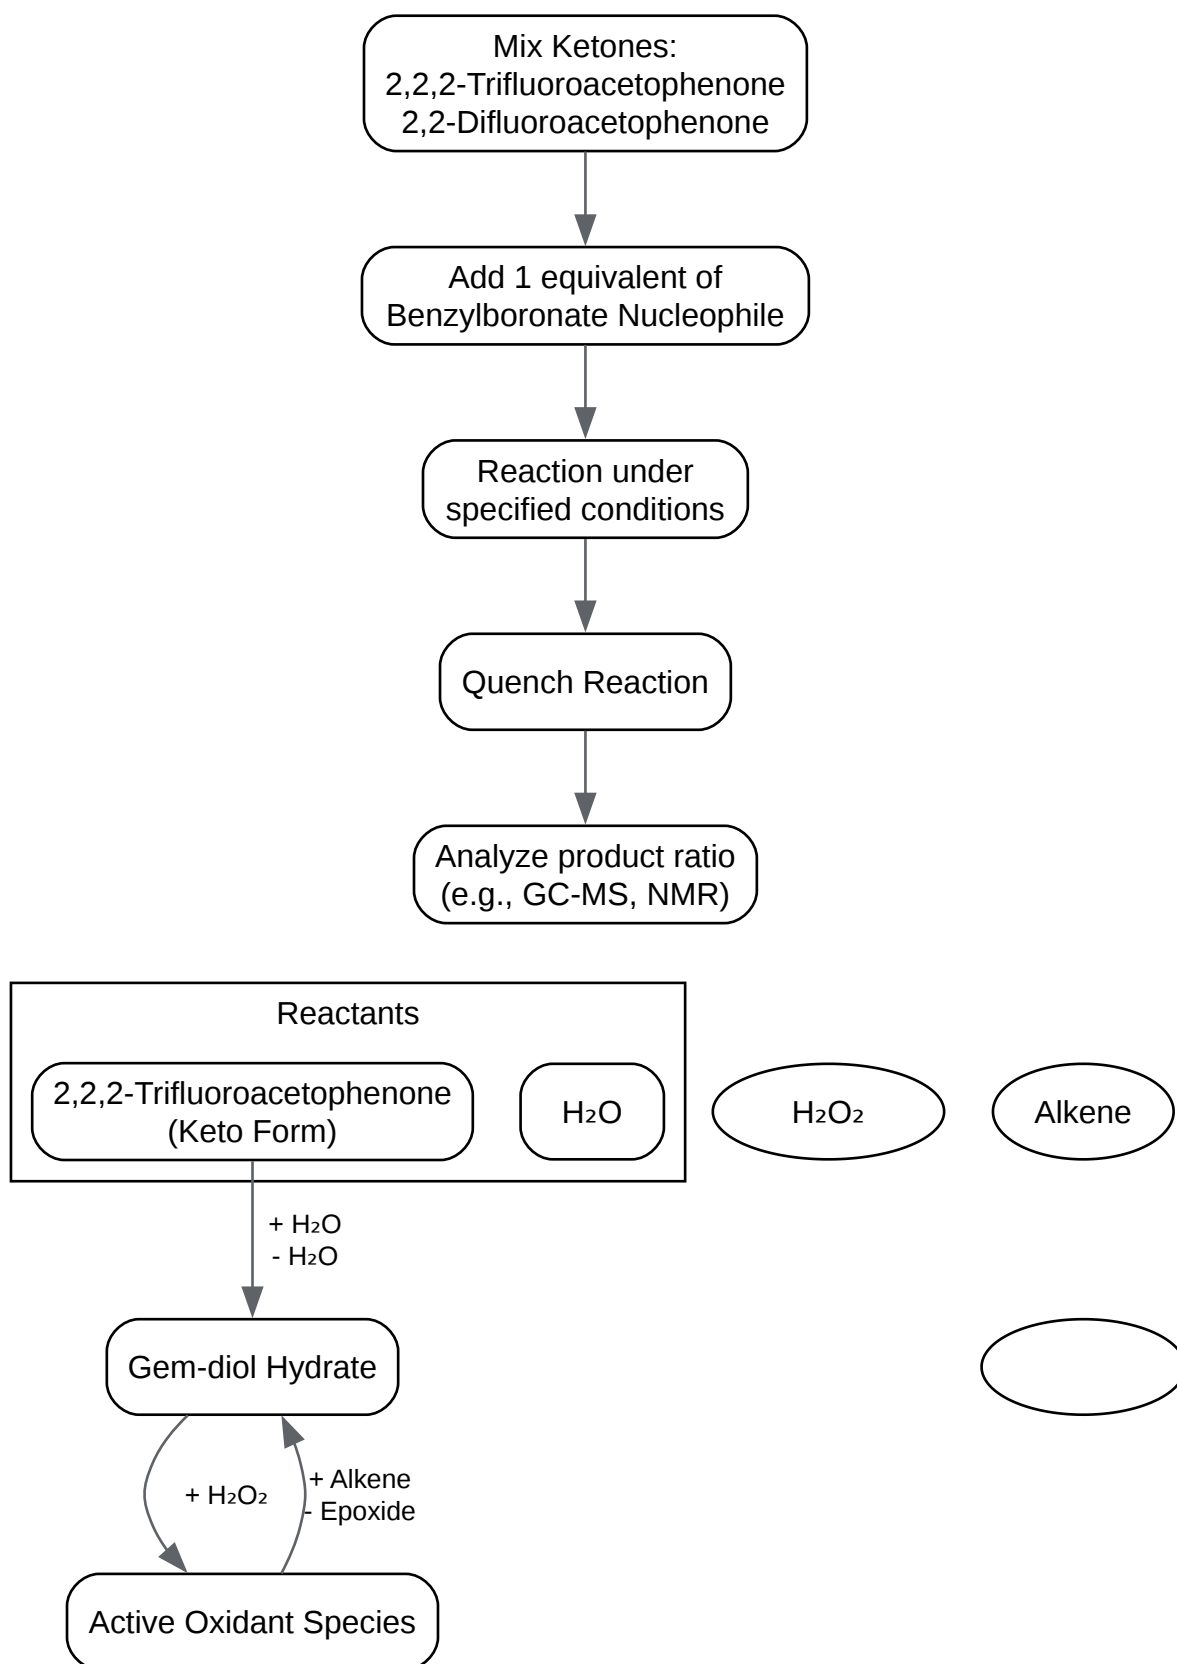 Mix Ketones:
2,2,2-Trifluoroacetophenone
2,2-Difluoroacetophenone
Add 1 equivalent of
Benzylboronate Nucleophile
Reaction under
specified conditions
Quench Reaction
Analyze product ratio
(e.g., GC-MS, NMR)
Reactants
2,2,2-Trifluoroacetophenone
(Keto Form)
H₂O
H₂O₂
Alkene
+ H₂O
- H₂O
Gem-diol Hydrate
+ H₂O₂
+ Alkene
- Epoxide
Active Oxidant Species